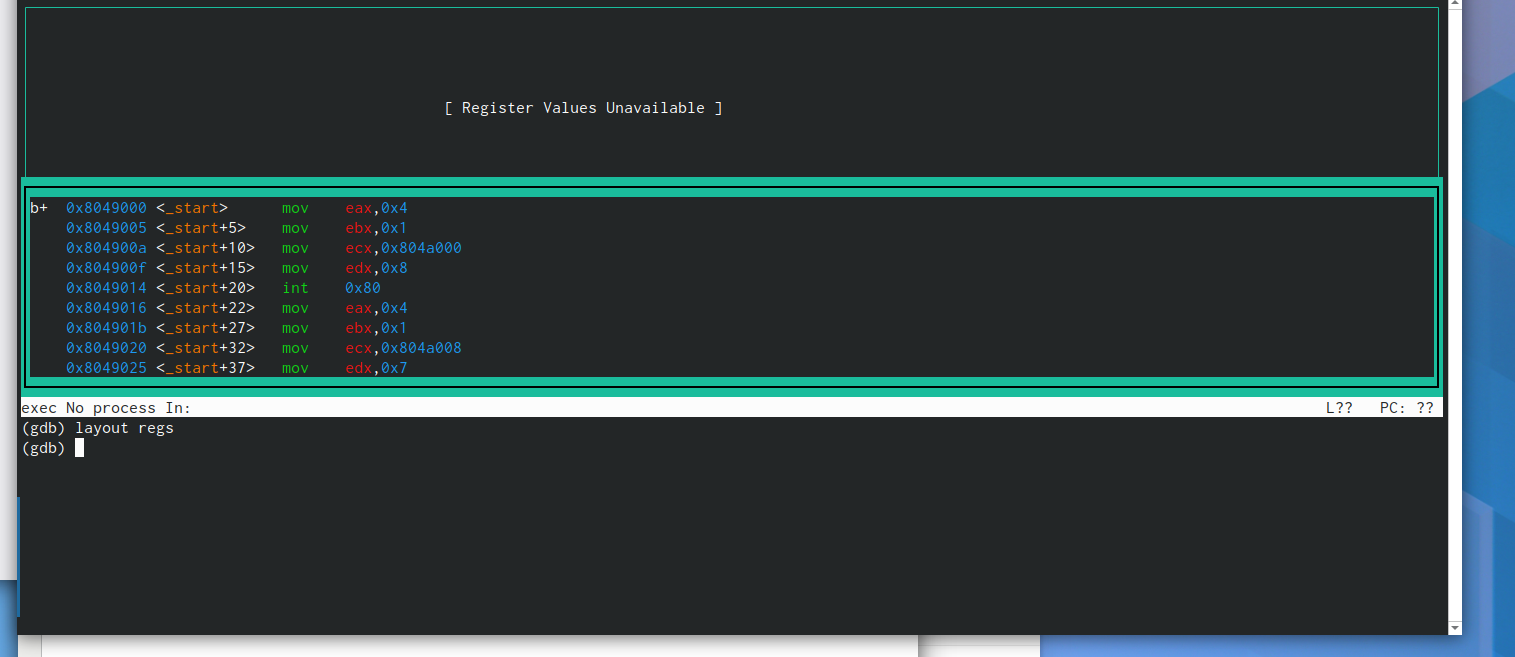 [ Register Values Unavailable ]
b+ 0x8049000 <_start> mov eax,0x4
0x8049005 <_start+5> mov ebx,0x1
0x804900a <_start+10> mov ecx,0x804a000
0x804900f <_start+15> mov edx,0x8
0x8049014 <_start+20> int 0x80
0x8049016 <_start+22> mov eax,0x4
0x804901b <_start+27> mov ebx,0x1
0x8049020 <_start+32> mov ecx,0x804a008
0x8049025 <_start+37> mov edx,0x7
exec No process In: L?? PC: ??
(gdb) layout regs
(gdb)